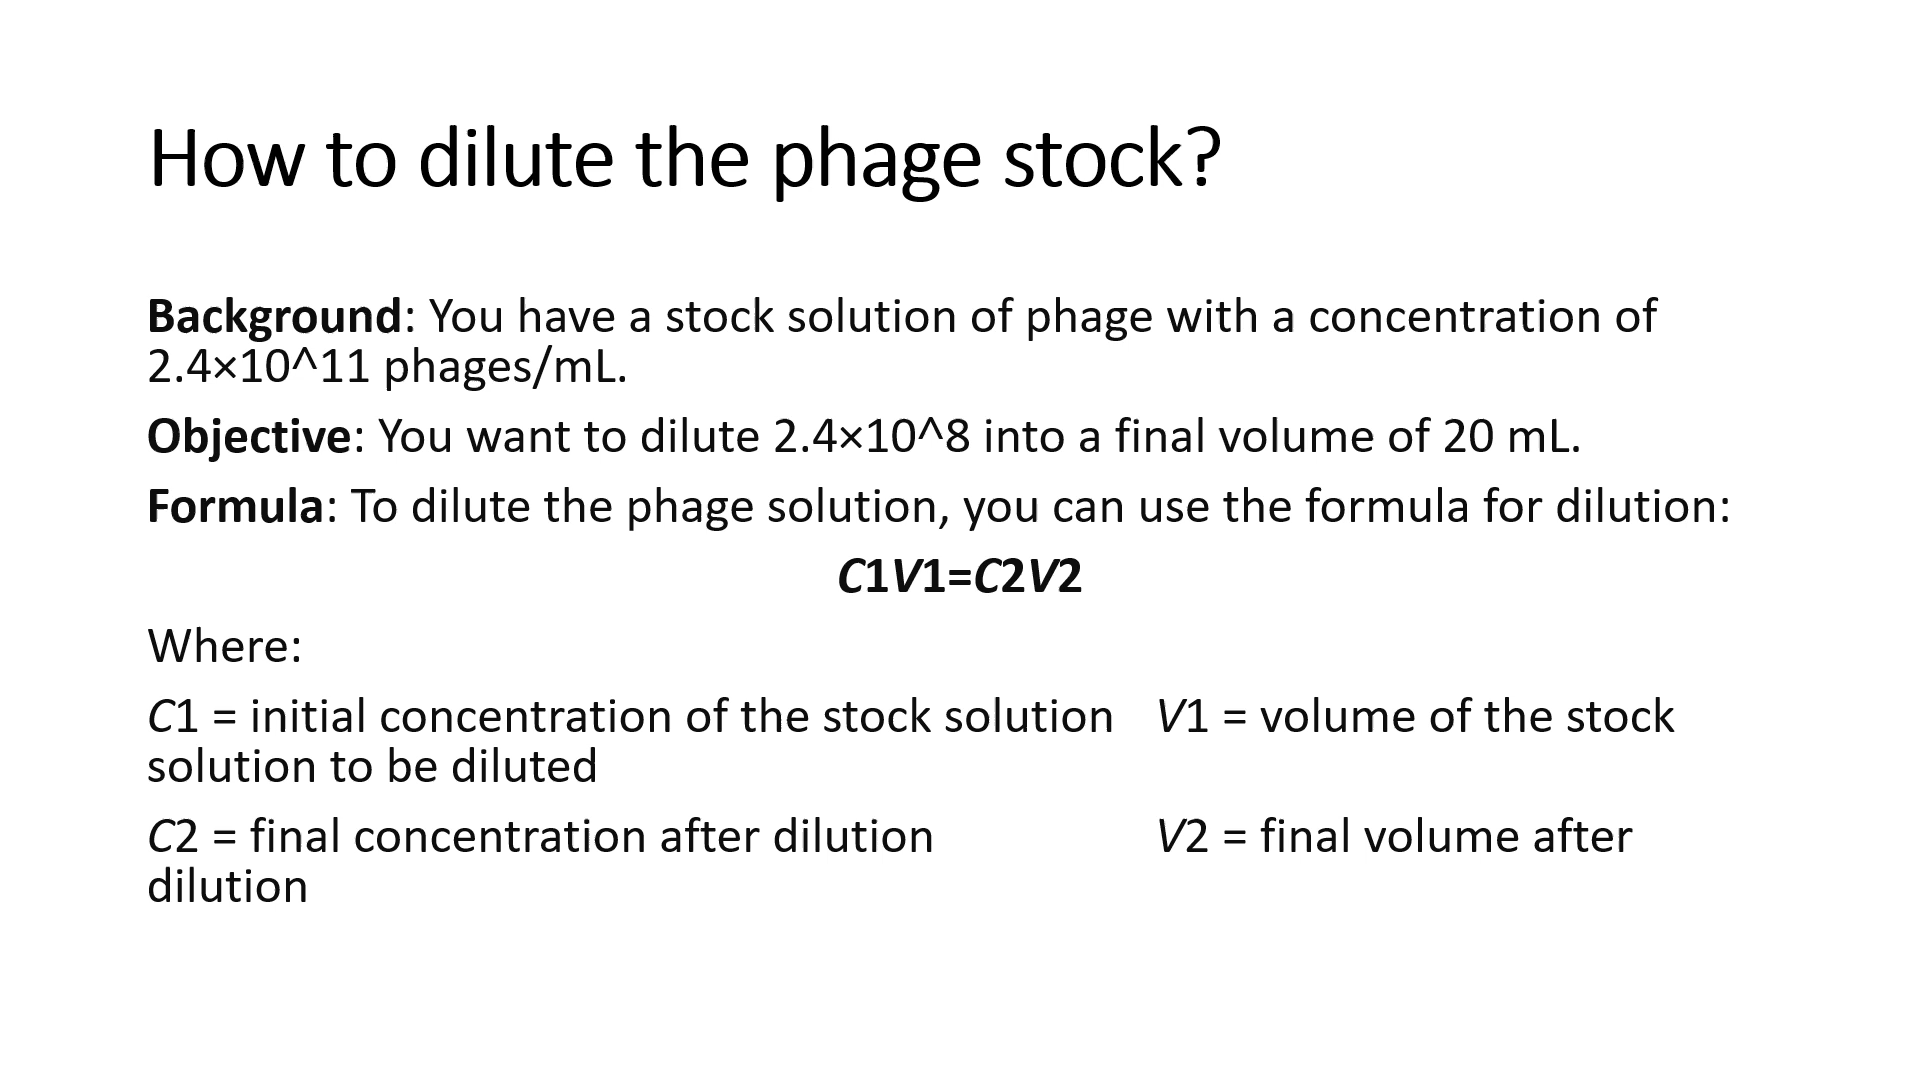 How to dilute the phage stock?
Background: You have a stock solution of phage with a concentration of
2.4×10^11 phages/mL.
Objective: You want to dilute 2.4×10^8 into a final volume of 20 mL.
Formula: To dilute the phage solution, you can use the formula for dilution:
C1V1=C2V2
Where:
C1 = initial concentration of the stock solution V1 = volume of the stock
solution to be diluted
C2 = final concentration after dilution V2 = final volume after
dilution